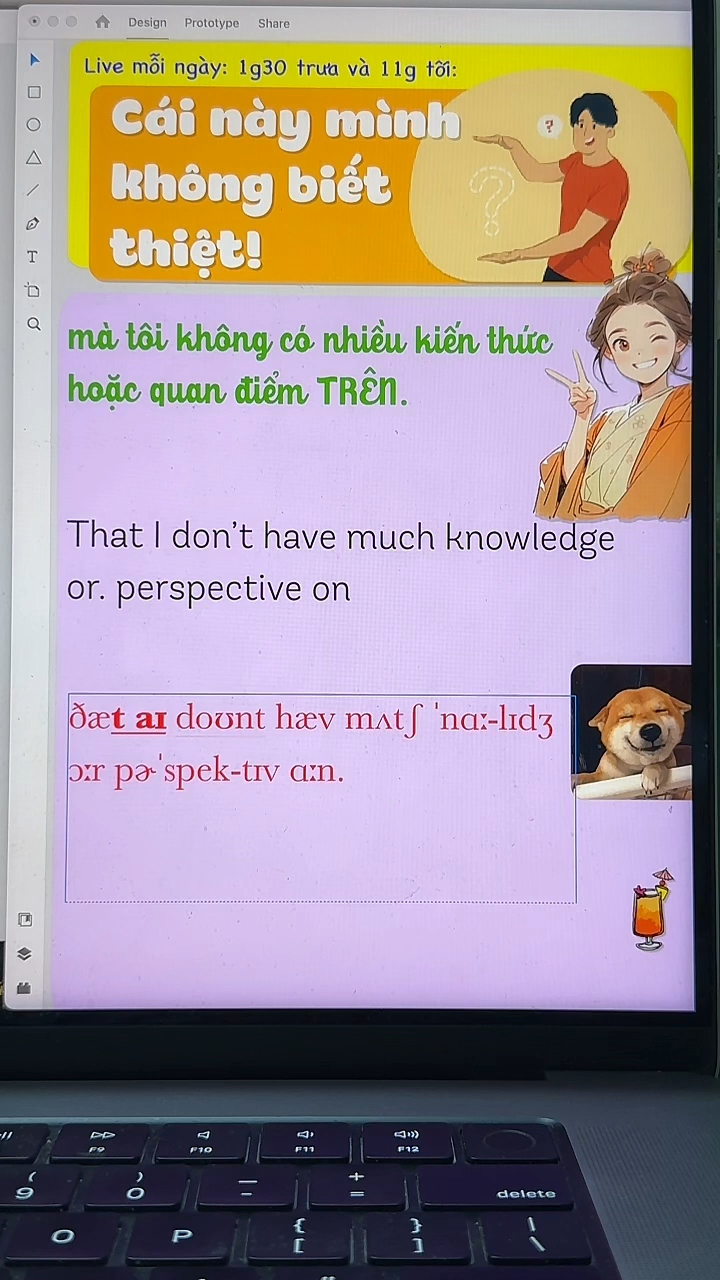 Design Prototype Share
Live mỗi ngày: 1g30 trưa và 11g tối:
Cái này mình
không biết
thiệt!
?
mà tôi không có nhiều kiến thức
hoặc quan điểm TRÊN.
That I don't have much knowledge
or. perspective on
ðæt aɪ doʊnt hæv mʌtʃ ˈnɑː-lɪdʒ
ɔːr pɚˈspek-tɪv ɑːn.
F9 F10 F11 F12
( ) _ +
9 0 - = delete
O P { } |
[ ] \